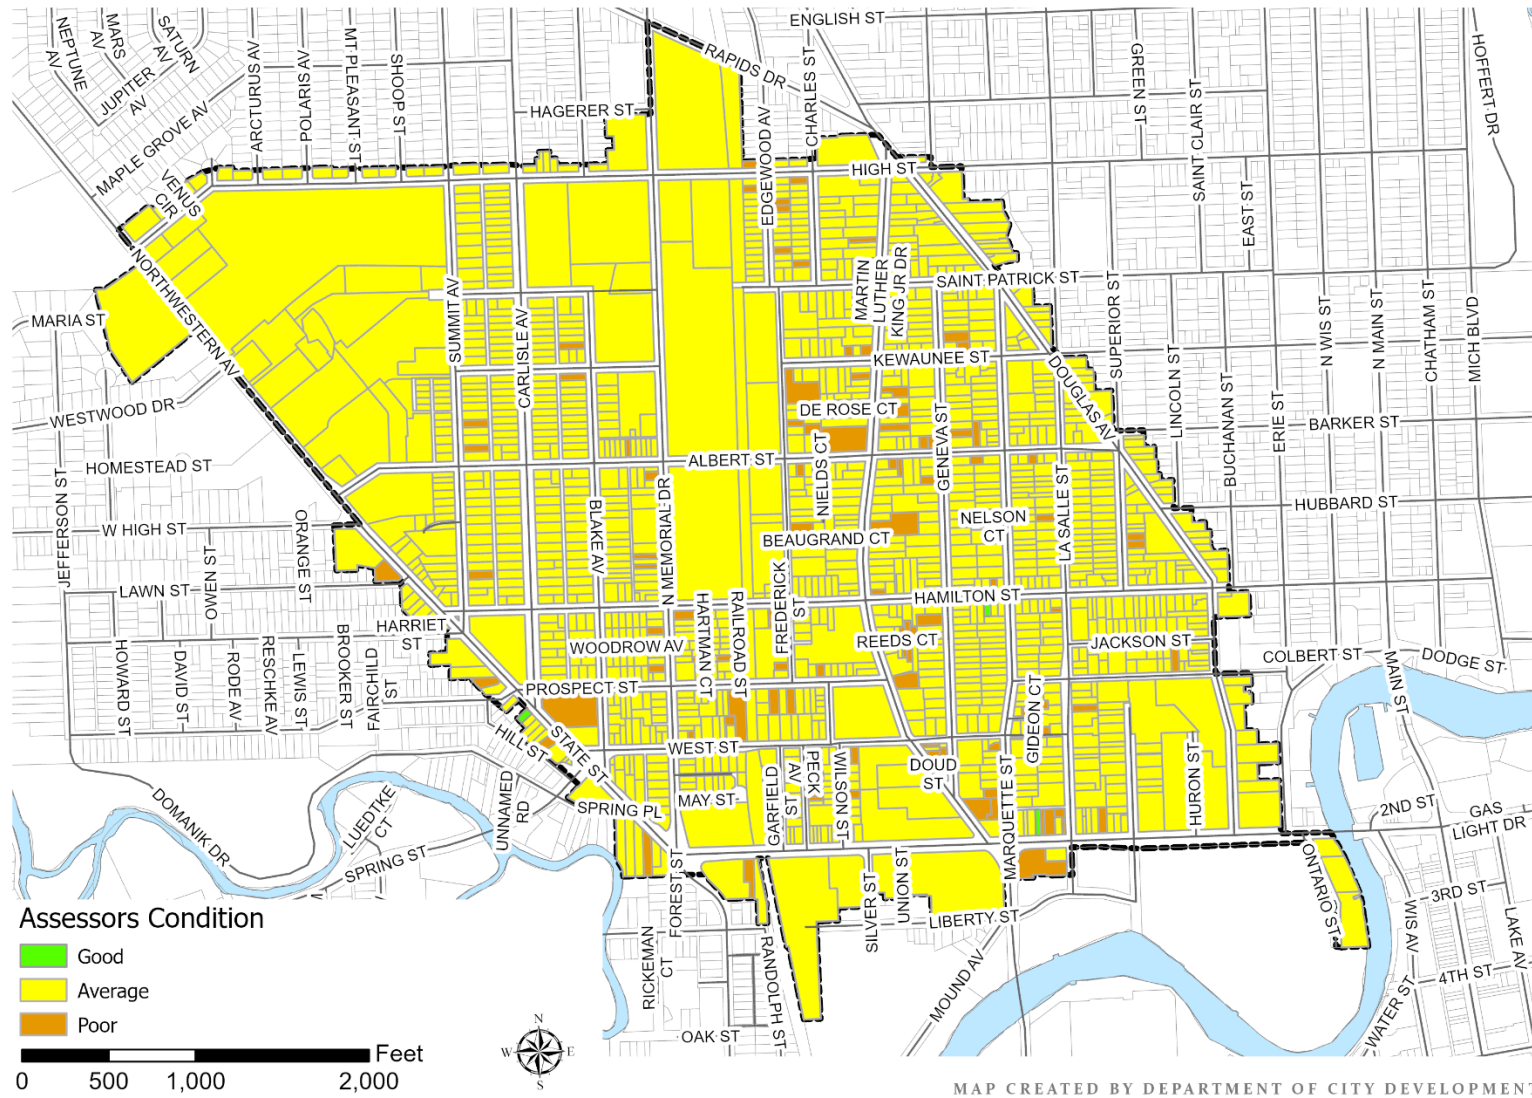 ENGLISH ST
RAPIDS DR
CHARLES ST
NEPTUNE
AV
MARS
AV
SATURN
AV
JUPITER
AV
MAPLE GROVE AV
ARCTURUS AV
POLARIS AV
MT PLEASANT ST
SHOOP ST
HAGERER ST
EDGEWOOD AV
GREEN ST
SAINT CLAIR ST
EAST ST
HOFFERT DR
VENUS
CIR
HIGH ST
N NORTHWESTERN AV
MARIA ST
SUMMIT AV
CARLISLE AV
MARTIN
LUTHER
KING JR DR
SAINT PATRICK ST
SUPERIOR ST
KEWAUNEE ST
DOUGLAS AV
LINCOLN ST
BUCHANAN ST
ERIE ST
N WIS ST
N MAIN ST
CHATHAM ST
MICH BLVD
WESTWOOD DR
DE ROSE CT
NIELDS CT
GENEVA ST
BARKER ST
HOMESTEAD ST
JEFFERSON ST
ALBERT ST
LA SALLE ST
HUBBARD ST
W HIGH ST
ORANGE ST
OWEN ST
BLAKE AV
N MEMORIAL DR
NELSON
CT
BEAUGRAND CT
LAWN ST
HARRIET
ST
HARTMAN CT
RAILROAD ST
FREDERICK
ST
HAMILTON ST
WOODROW AV
REEDS CT
JACKSON ST
COLBERT ST
DODGE ST
MAIN ST
HOWARD ST
DAVID ST
RODE AV
RESCHKE AV
LEWIS ST
BROOKER ST
FAIRCHILD
ST
PROSPECT ST
GIDEON CT
HILL ST
STATE ST
WEST ST
DOUD
ST
HURON ST
DOMANIK DR
LUEDTKE
CT
UNNAMED
RD
SPRING PL
MAY ST
GARFIELD
ST
PECK
AV
WILSON ST
MARQUETTE ST
2ND ST
GAS
LIGHT DR
SPRING ST
FOREST ST
SILVER ST
UNION ST
LIBERTY ST
ONTARIO ST
3RD ST
WIS AV
LAKE AV
RICKEMAN
CT
RANDOLPH ST
MOUND AV
4TH ST
WATER ST
OAK ST
Assessors Condition
Good
Average
Poor
Feet
0 500 1,000 2,000
N
W E
S
MAP CREATED BY DEPARTMENT OF CITY DEVELOPMENT